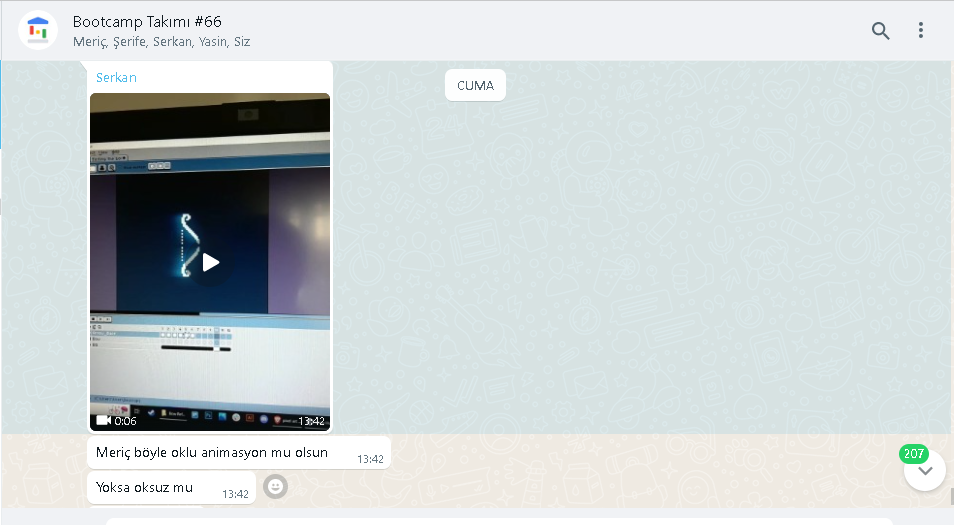 Bootcamp Takımı #66
Meriç, Şerife, Serkan, Yasin, Siz
CUMA
Serkan
0:06
13:42
Meriç böyle oklu animasyon mu olsun
13:42
Yoksa oksuz mu
13:42
207